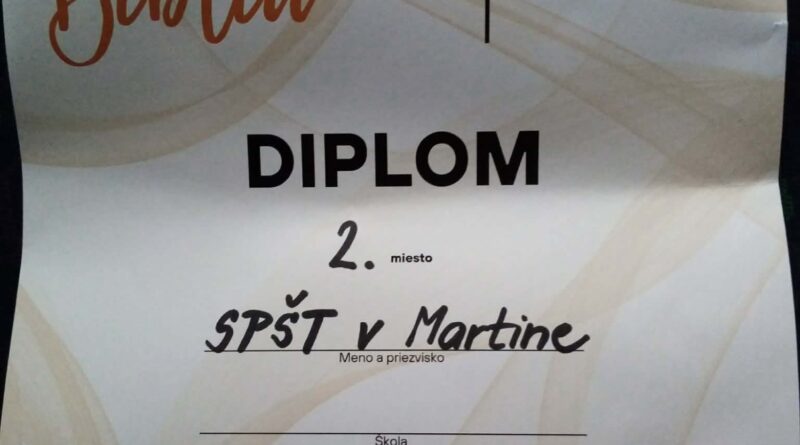 DIPLOM
2. miesto
SPŠT v Martine
Meno a priezvisko
Škola